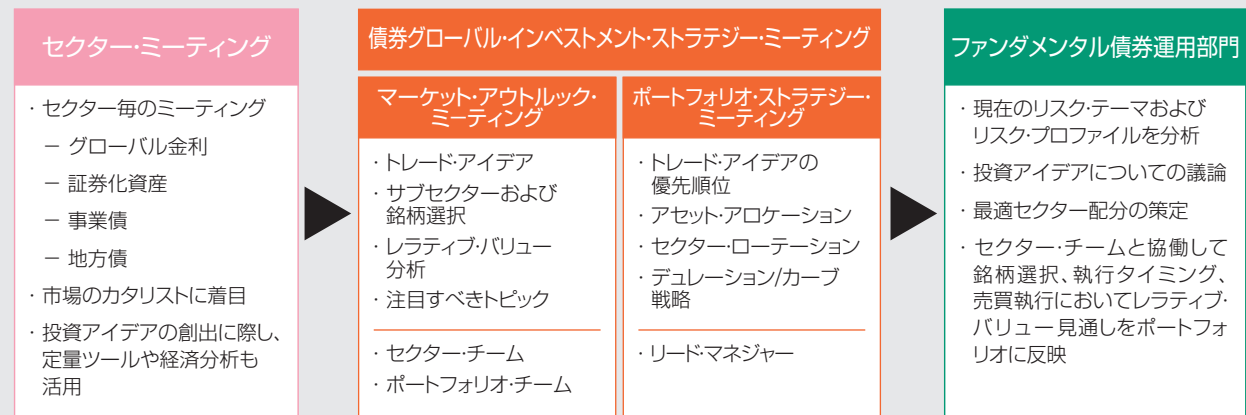 セクター・ミーティング
・セクター毎のミーティング
－ グローバル金利
－ 証券化資産
－ 事業債
－ 地方債
・市場のカタリストに着目
・投資アイデアの創出に際し、
定量ツールや経済分析も
活用
債券グローバル・インベストメント・ストラテジー・ミーティング
マーケット・アウトルック・
ミーティング
・トレード・アイデア
・サブセクターおよび
銘柄選択
・レラティブ・バリュー
分析
・注目すべきトピック
・セクター・チーム
・ポートフォリオ・チーム
ポートフォリオ・ストラテジー・
ミーティング
・トレード・アイデアの
優先順位
・アセット・アロケーション
・セクター・ローテーション
・デュレーション/カーブ
戦略
・リード・マネジャー
ファンダメンタル債券運用部門
・現在のリスク・テーマおよび
リスク・プロファイルを分析
・投資アイデアについての議論
・最適セクター配分の策定
・セクター・チームと協働して
銘柄選択、執行タイミング、
売買執行においてレラティブ・
バリュー見通しをポートフォ
リオに反映